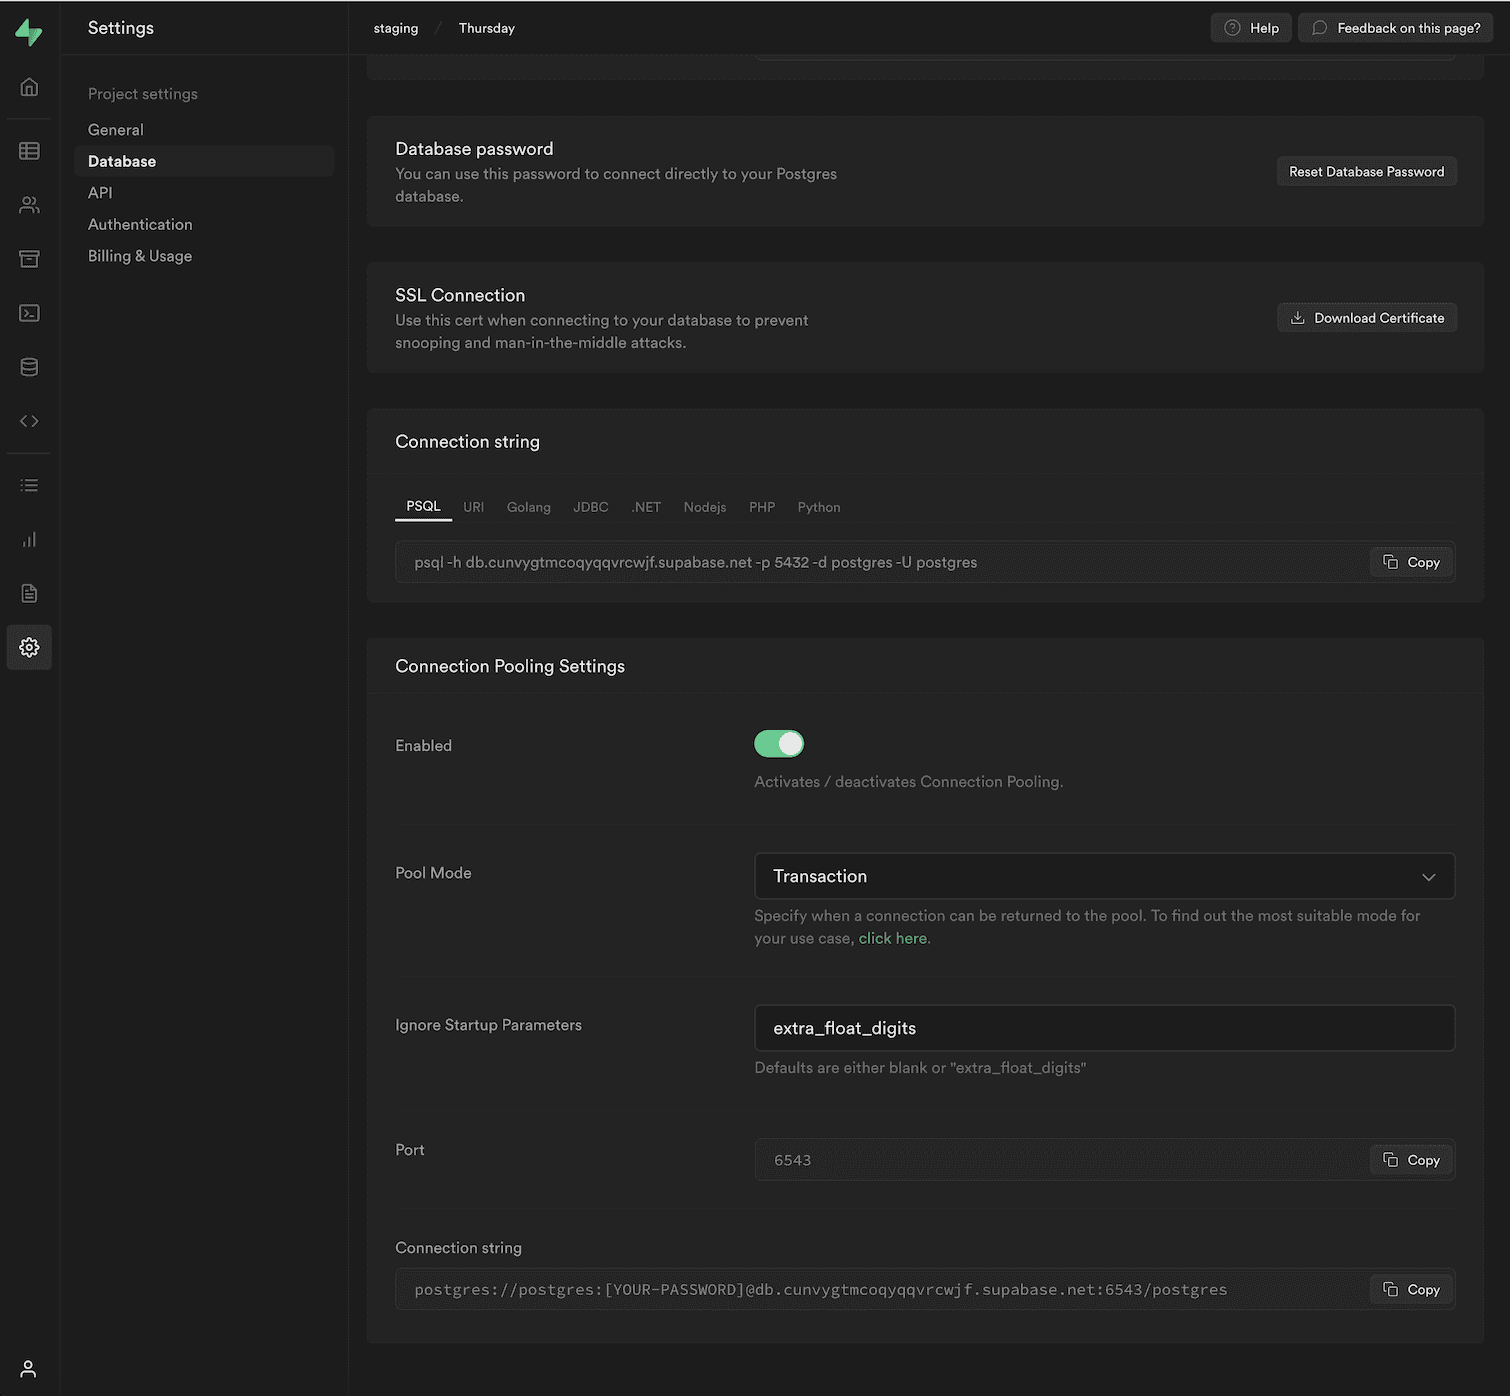 Settings
staging / Thursday
Help
Feedback on this page?
Project settings
General
Database
API
Authentication
Billing & Usage
Database password
You can use this password to connect directly to your Postgres
database.
Reset Database Password
SSL Connection
Use this cert when connecting to your database to prevent
snooping and man-in-the-middle attacks.
Download Certificate
Connection string
PSQL URI Golang JDBC .NET Nodejs PHP Python
psql -h db.cunvygtmcoqyqqvrcwjf.supabase.net -p 5432 -d postgres -U postgres
Copy
Connection Pooling Settings
Enabled
Activates / deactivates Connection Pooling.
Pool Mode
Transaction
Specify when a connection can be returned to the pool. To find out the most suitable mode for
your use case, click here.
Ignore Startup Parameters
extra_float_digits
Defaults are either blank or "extra_float_digits"
Port
6543
Copy
Connection string
postgres://postgres:[YOUR-PASSWORD]@db.cunvygtmcoqyqqvrcwjf.supabase.net:6543/postgres
Copy